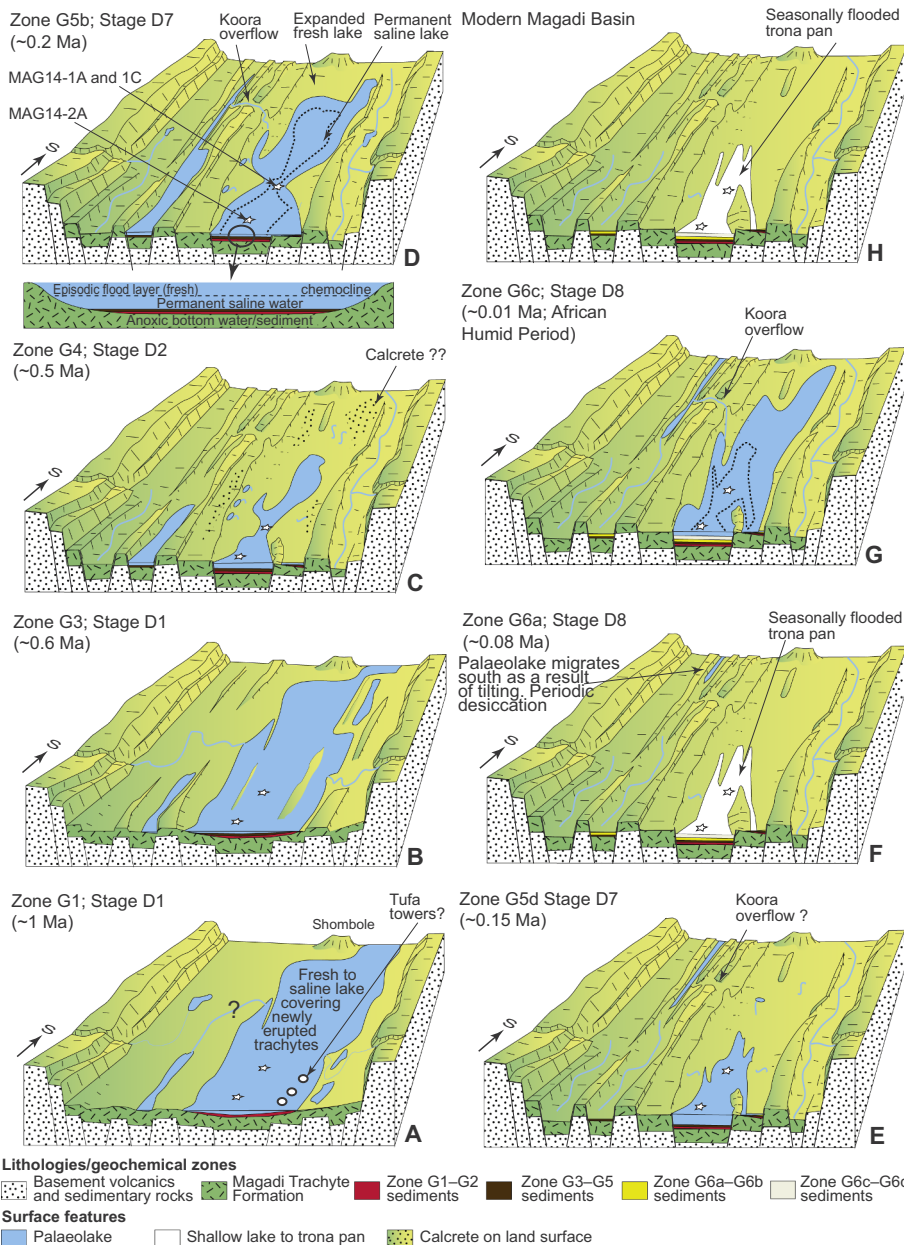 Zone G5b; Stage D7
(~0.2 Ma)
Koora
overflow
Expanded
fresh lake
Permanent
saline lake
MAG14-1A and 1C
MAG14-2A
S
D
Episodic flood layer (fresh)
chemocline
Permanent saline water
Anoxic bottom water/sediment
Zone G4; Stage D2
(~0.5 Ma)
Calcrete ??
S
C
Zone G3; Stage D1
(~0.6 Ma)
S
B
Zone G1; Stage D1
(~1 Ma)
Shombole
Tufa
towers?
?
Fresh to
saline lake
covering
newly
erupted
trachytes
S
A
Modern Magadi Basin
Seasonally flooded
trona pan
S
H
Zone G6c; Stage D8
(~0.01 Ma; African
Humid Period)
Koora
overflow
S
G
Zone G6a; Stage D8
(~0.08 Ma)
Seasonally flooded
trona pan
Palaeolake migrates
south as a result
of tilting. Periodic
desiccation
S
F
Zone G5d Stage D7
(~0.15 Ma)
Koora
overflow ?
S
E
Lithologies/geochemical zones
Basement volcanics
and sedimentary rocks
Magadi Trachyte
Formation
Zone G1–G2
sediments
Zone G3–G5
sediments
Zone G6a–G6b
sediments
Zone G6c–G6d
sediments
Surface features
Palaeolake
Shallow lake to trona pan
Calcrete on land surface